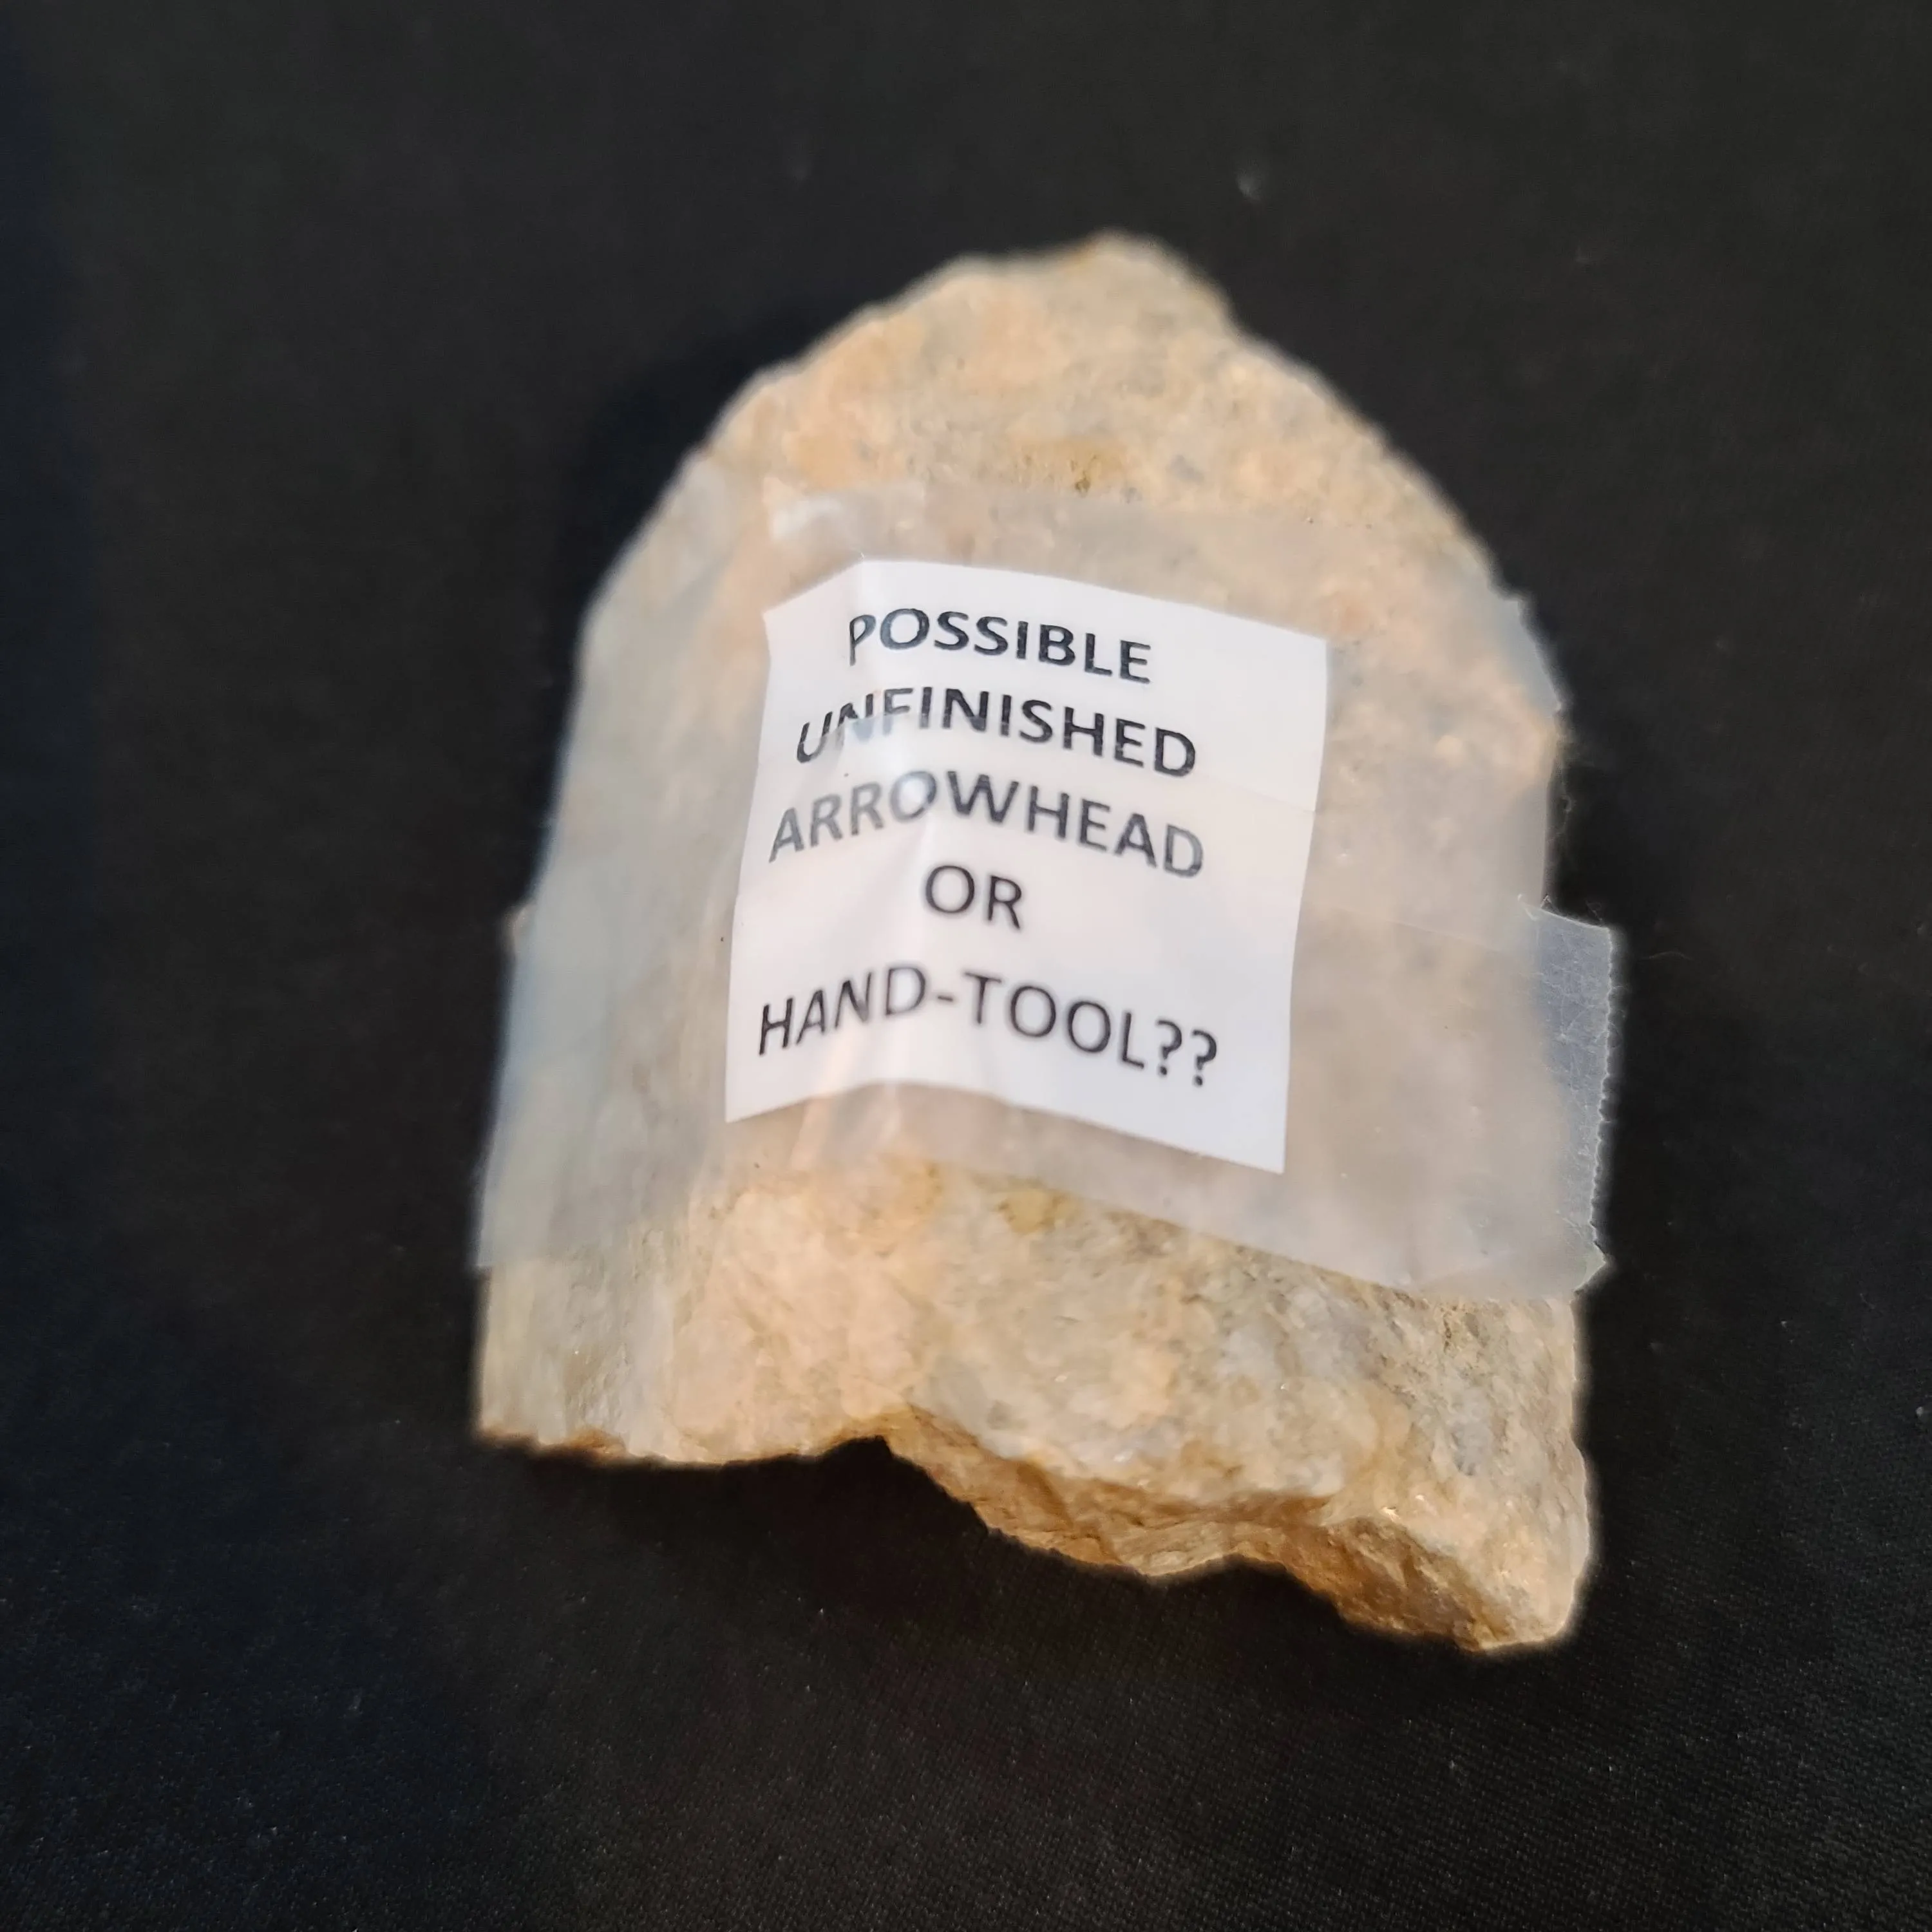 POSSIBLE
UNFINISHED
ARROWHEAD
OR
HAND-TOOL??